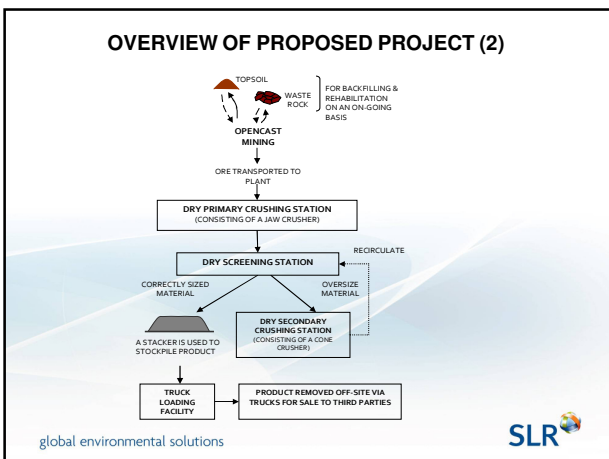 OVERVIEW OF PROPOSED PROJECT (2)
TOPSOIL
WASTE
ROCK
FOR BACKFILLING &
REHABILITATION
ON AN ON-GOING
BASIS
OPENCAST
MINING
ORE TRANSPORTED TO
PLANT
DRY PRIMARY CRUSHING STATION
(CONSISTING OF A JAW CRUSHER)
RECIRCULATE
DRY SCREENING STATION
CORRECTLY SIZED
MATERIAL
OVERSIZE
MATERIAL
DRY SECONDARY
CRUSHING STATION
(CONSISTING OF A CONE
CRUSHER)
A STACKER IS USED TO
STOCKPILE PRODUCT
TRUCK
LOADING
FACILITY
PRODUCT REMOVED OFF-SITE VIA
TRUCKS FOR SALE TO THIRD PARTIES
global environmental solutions
SLR